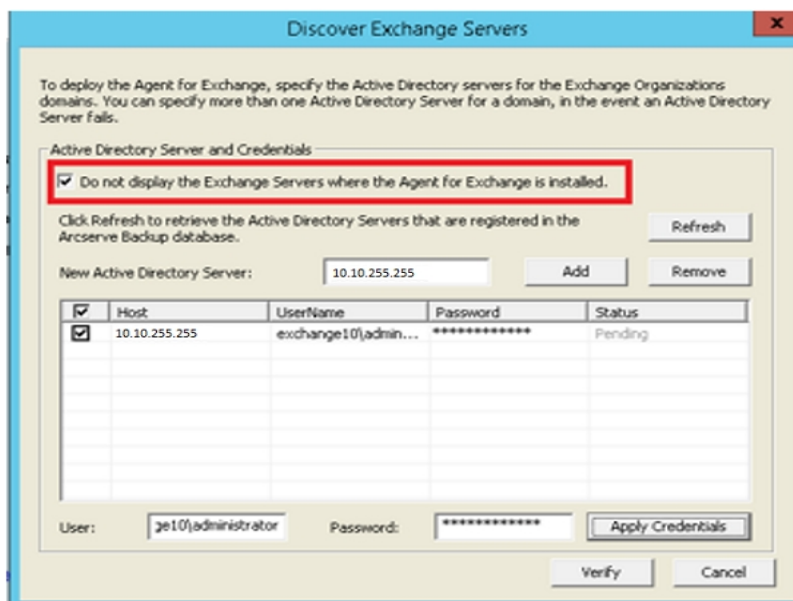 Discover Exchange Servers
x
To deploy the Agent for Exchange, specify the Active Directory servers for the Exchange Organizations
domains. You can specify more than one Active Directory Server for a domain, in the event an Active Directory
Server fails.
Active Directory Server and Credentials
Do not display the Exchange Servers where the Agent for Exchange is installed.
Click Refresh to retrieve the Active Directory Servers that are registered in the
Arcserve Backup database.
Refresh
New Active Directory Server: 10.10.255.255 Add Remove
Host UserName Password Status
10.10.255.255 exchange10\admin... ************ Pending
User: ge10\administrator Password: ************ Apply Credentials
Verify Cancel